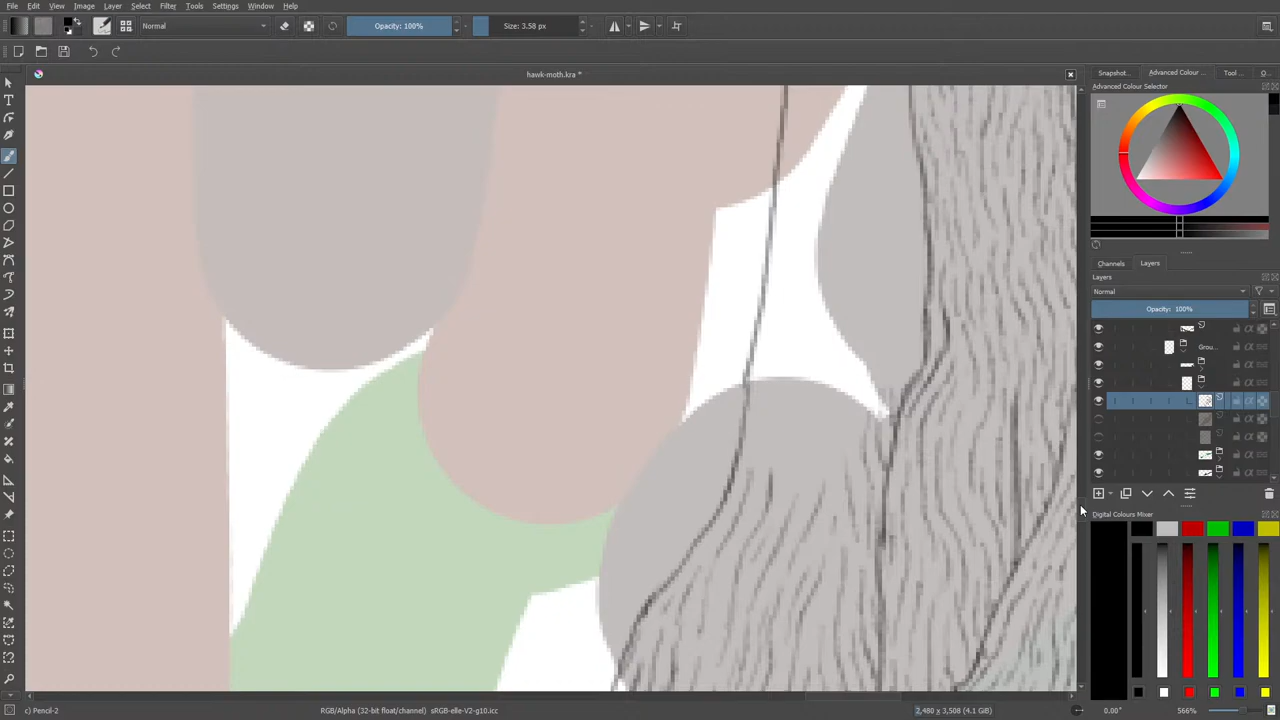 File Edit View Image Layer Select Filter Tools Settings Window Help
Normal Opacity: 100% Size: 3.58 px
hawk-moth.kra *
Snapshot... Advanced Colour ... Tool ... O...
Advanced Colour Selector
Channels Layers
Layers
Normal
Opacity: 100%
Grou...
Digital Colours Mixer
c) Pencil-2 RGB/Alpha (32-bit float/channel) sRGB-elle-V2-g10.icc 2,480 x 3,508 (4.1 GiB) 0.00° 566%